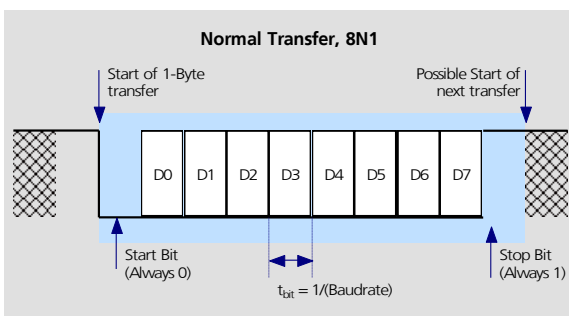 Normal Transfer, 8N1
Start of 1-Byte
transfer
Possible Start of
next transfer
D0 D1 D2 D3 D4 D5 D6 D7
Start Bit
(Always 0)
Stop Bit
(Always 1)
tbit = 1/(Baudrate)